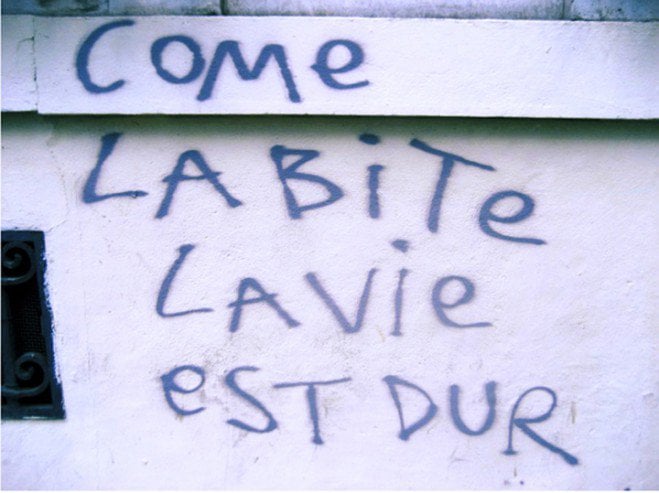 COMe
LA BiTe
LA Vie
eST DUR